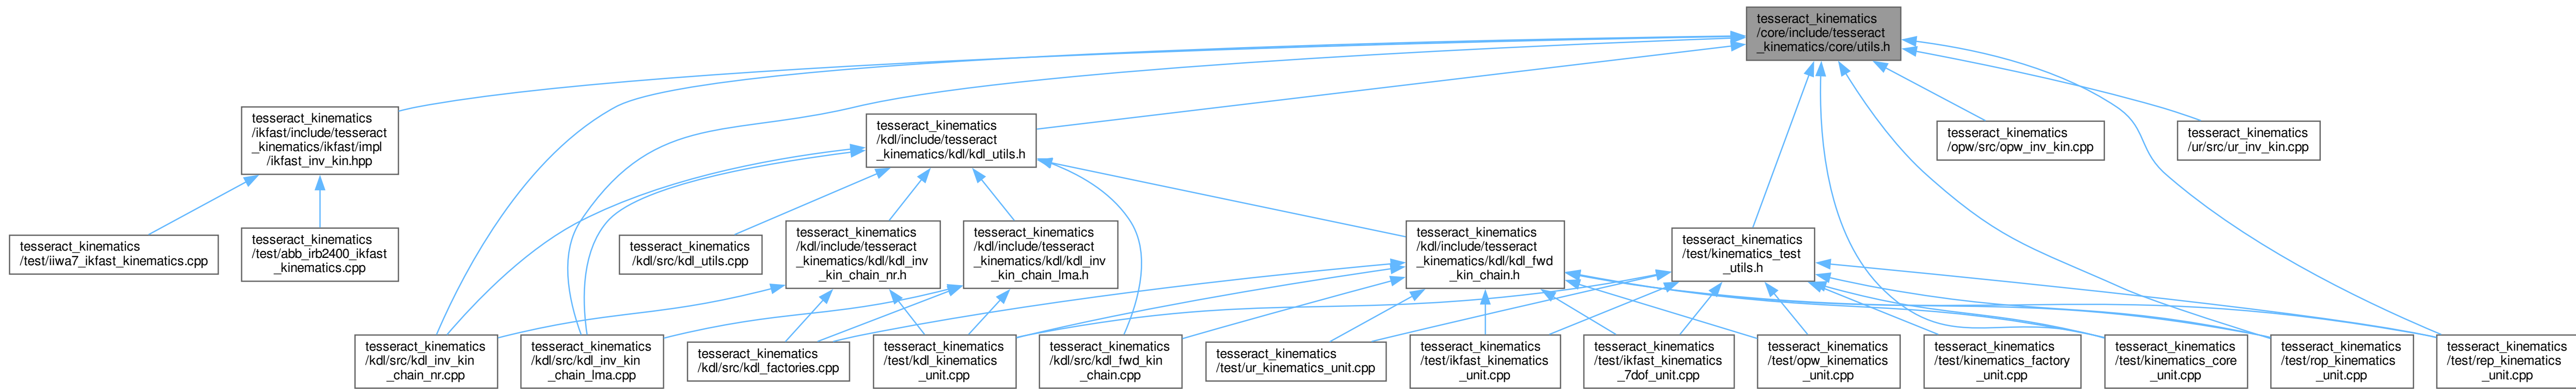 tesseract_kinematics
/core/include/tesseract
_kinematics/core/utils.h
tesseract_kinematics
/ikfast/include/tesseract
_kinematics/ikfast/impl
/ikfast_inv_kin.hpp
tesseract_kinematics
/kdl/include/tesseract
_kinematics/kdl/kdl_utils.h
tesseract_kinematics
/opw/src/opw_inv_kin.cpp
tesseract_kinematics
/ur/src/ur_inv_kin.cpp
tesseract_kinematics
/test/iiwa7_ikfast_kinematics.cpp
tesseract_kinematics
/test/abb_irb2400_ikfast
_kinematics.cpp
tesseract_kinematics
/kdl/src/kdl_utils.cpp
tesseract_kinematics
/kdl/include/tesseract
_kinematics/kdl/kdl_inv
_kin_chain_nr.h
tesseract_kinematics
/kdl/include/tesseract
_kinematics/kdl/kdl_inv
_kin_chain_lma.h
tesseract_kinematics
/kdl/include/tesseract
_kinematics/kdl/kdl_fwd
_kin_chain.h
tesseract_kinematics
/test/kinematics_test
_utils.h
tesseract_kinematics
/kdl/src/kdl_inv_kin
_chain_nr.cpp
tesseract_kinematics
/kdl/src/kdl_inv_kin
_chain_lma.cpp
tesseract_kinematics
/kdl/src/kdl_factories.cpp
tesseract_kinematics
/test/kdl_kinematics
_unit.cpp
tesseract_kinematics
/kdl/src/kdl_fwd_kin
_chain.cpp
tesseract_kinematics
/test/ur_kinematics_unit.cpp
tesseract_kinematics
/test/ikfast_kinematics
_unit.cpp
tesseract_kinematics
/test/ikfast_kinematics
_7dof_unit.cpp
tesseract_kinematics
/test/opw_kinematics
_unit.cpp
tesseract_kinematics
/test/kinematics_factory
_unit.cpp
tesseract_kinematics
/test/kinematics_core
_unit.cpp
tesseract_kinematics
/test/rop_kinematics
_unit.cpp
tesseract_kinematics
/test/rep_kinematics
_unit.cpp